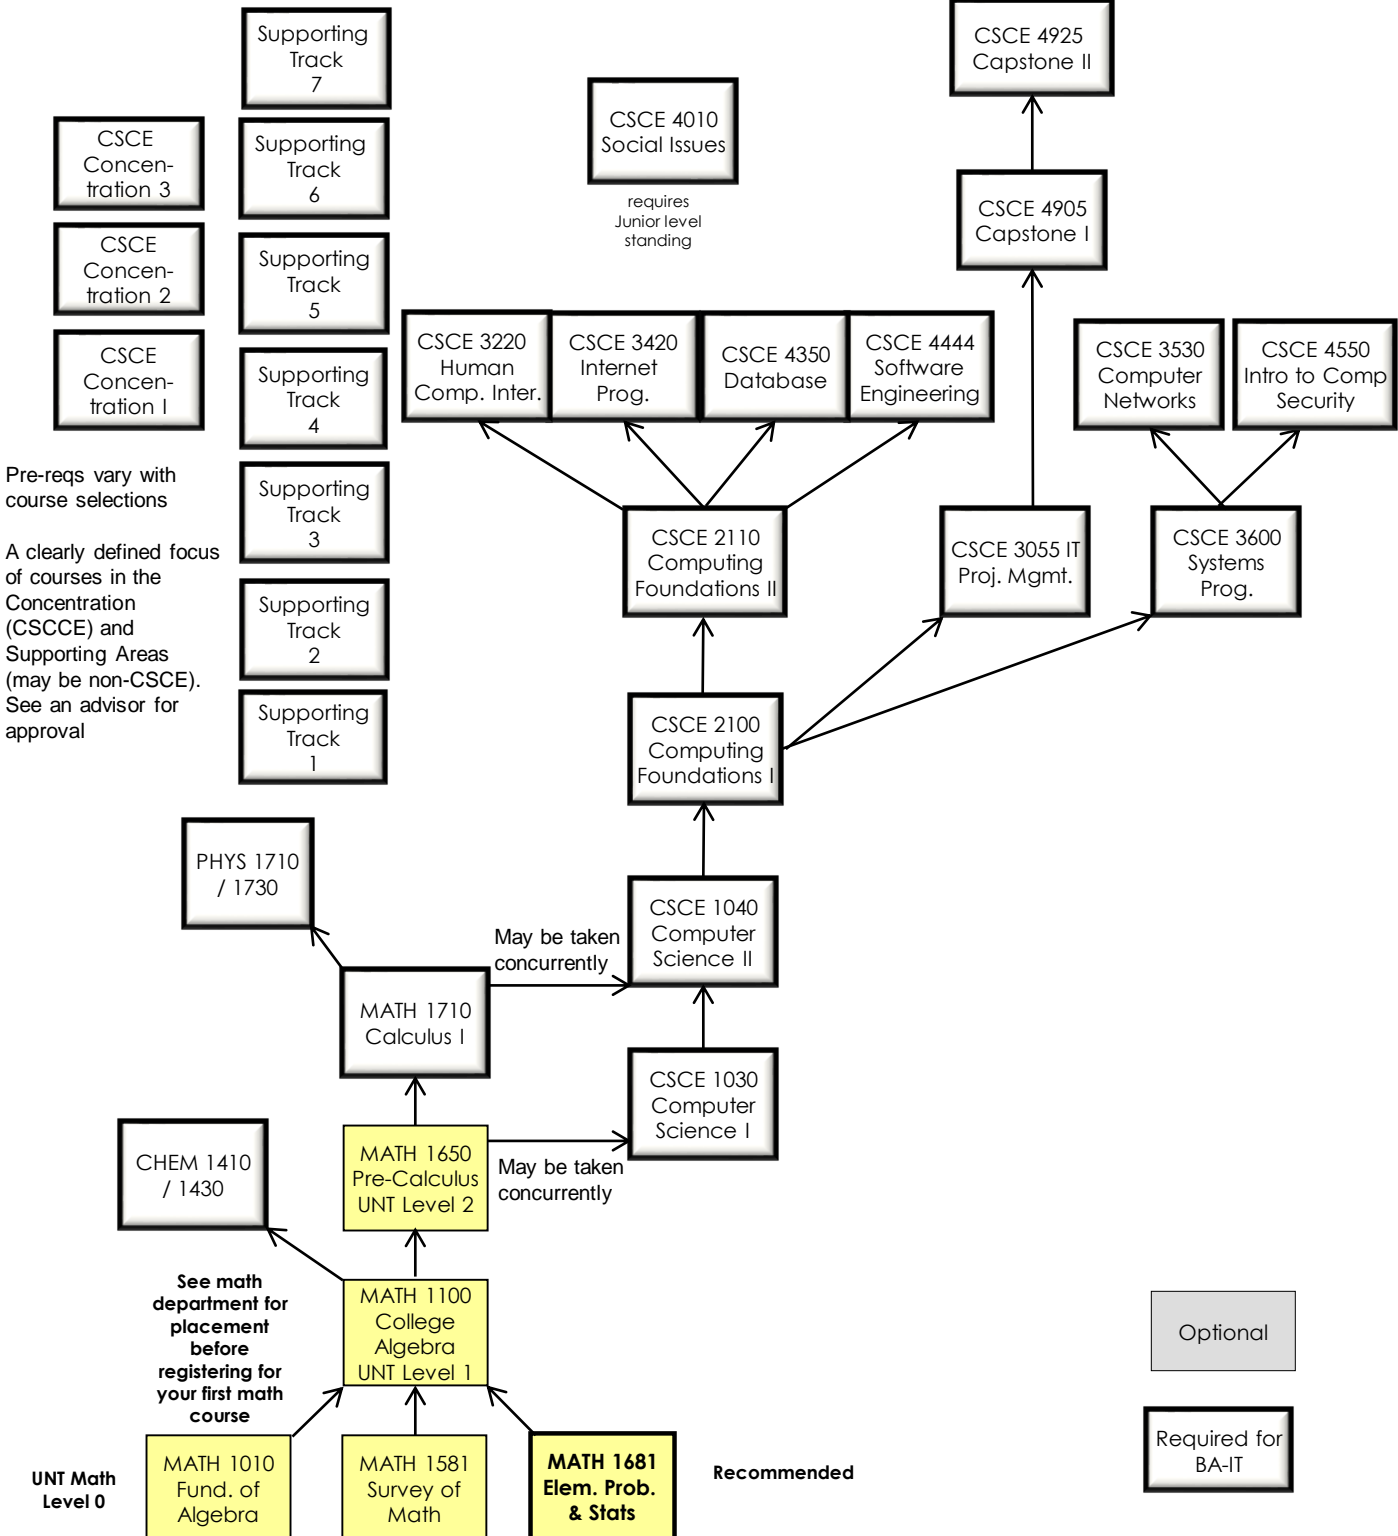 Supporting
Track
7
CSCE 4925
Capstone II
CSCE
Concen-
tration 3
Supporting
Track
6
CSCE 4010
Social Issues
requires
Junior level
standing
CSCE 4905
Capstone I
CSCE
Concen-
tration 2
Supporting
Track
5
CSCE
Concen-
tration I
Supporting
Track
4
CSCE 3220
Human
Comp. Inter.
CSCE 3420
Internet
Prog.
CSCE 4350
Database
CSCE 4444
Software
Engineering
CSCE 3530
Computer
Networks
CSCE 4550
Intro to Comp
Security
Pre-reqs vary with
course selections
A clearly defined focus
of courses in the
Concentration
(CSCCE) and
Supporting Areas
(may be non-CSCE).
See an advisor for
approval
Supporting
Track
3
Supporting
Track
2
Supporting
Track
1
CSCE 2110
Computing
Foundations II
CSCE 3055 IT
Proj. Mgmt.
CSCE 3600
Systems
Prog.
CSCE 2100
Computing
Foundations I
PHYS 1710
/ 1730
May be taken
concurrently
CSCE 1040
Computer
Science II
MATH 1710
Calculus I
CSCE 1030
Computer
Science I
CHEM 1410
/ 1430
MATH 1650
Pre-Calculus
UNT Level 2
May be taken
concurrently
See math
department for
placement
before
registering for
your first math
course
MATH 1100
College
Algebra
UNT Level 1
Optional
Required for
BA-IT
UNT Math
Level 0
MATH 1010
Fund. of
Algebra
MATH 1581
Survey of
Math
MATH 1681
Elem. Prob.
& Stats
Recommended